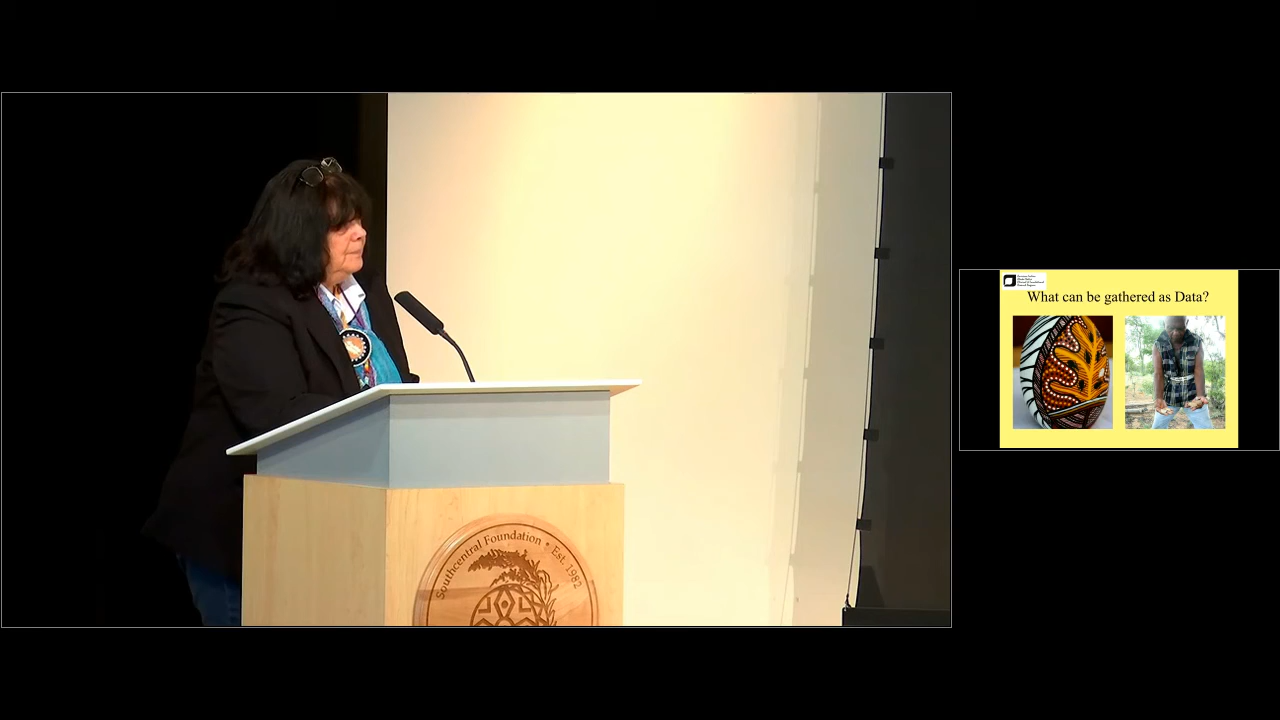 Southcentral Foundation • Est. 1982
What can be gathered as Data?